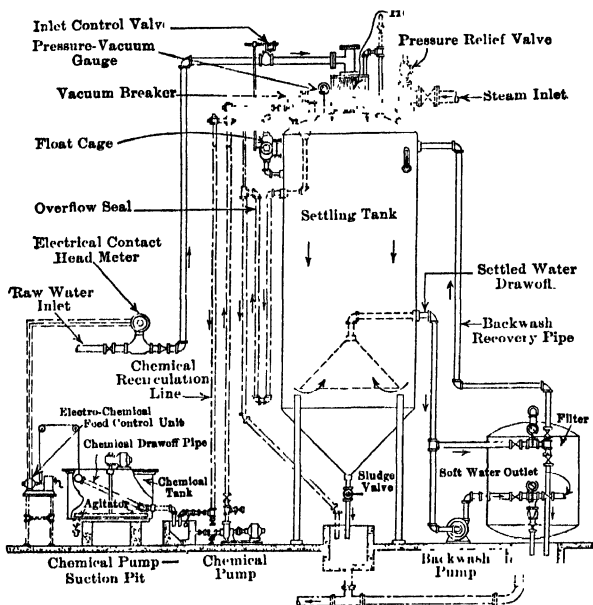 Inlet Control Valve
Pressure-Vacuum
Gauge
Pressure Relief Valve
Vacuum Breaker
Steam Inlet
Float Cage
Overflow Seal
Settling Tank
Electrical Contact
Head Meter
Settled Water
Drawoff.
Raw Water
Inlet
Backwash
Recovery Pipe
Chemical
Recirculation
Line
Electro-Chemical
Food Control Unit
Chemical Drawoff Pipe
Filter
Chemical
Tank
Sludge
Valve
Soft Water Outlet
Agitator
Chemical Pump—
Suction Pit
Chemical
Pump
Backwash
Pump